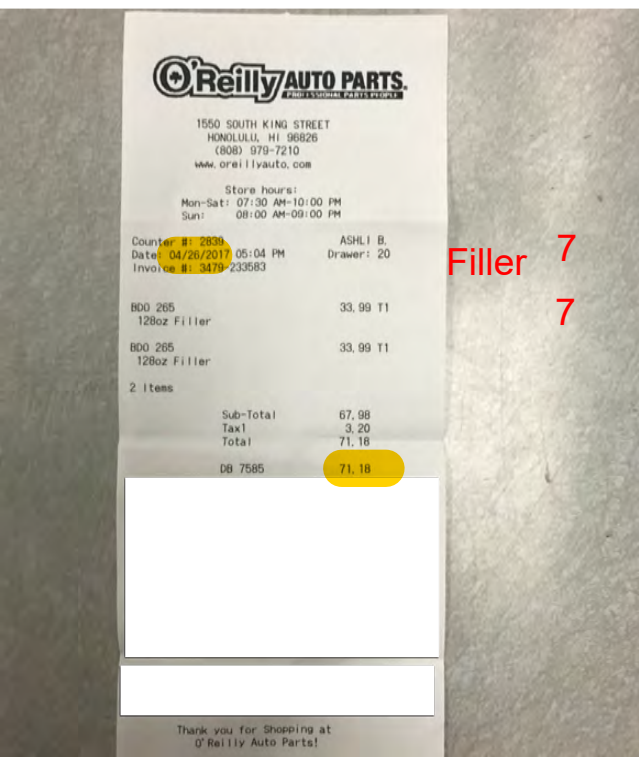 O'Reilly AUTO PARTS.
PROFESSIONAL PARTS PEOPLE
1550 SOUTH KING STREET
HONOLULU, HI 96826
(808) 979-7210
www.oreillyauto.com
Store hours:
Mon-Sat: 07:30 AM-10:00 PM
Sun: 08:00 AM-09:00 PM
Counter #: 2839 ASHLI B.
Date: 04/26/2017 05:04 PM Drawer: 20
Invoice #: 3479-233583
Filler 7
BDO 265 33.99 T1
128oz Filler
7
BDO 265 33.99 T1
128oz Filler
2 Items
Sub-Total 67.98
Tax1 3.20
Total 71.18
DB 7585 71.18
Thank you for Shopping at
O'Reilly Auto Parts!